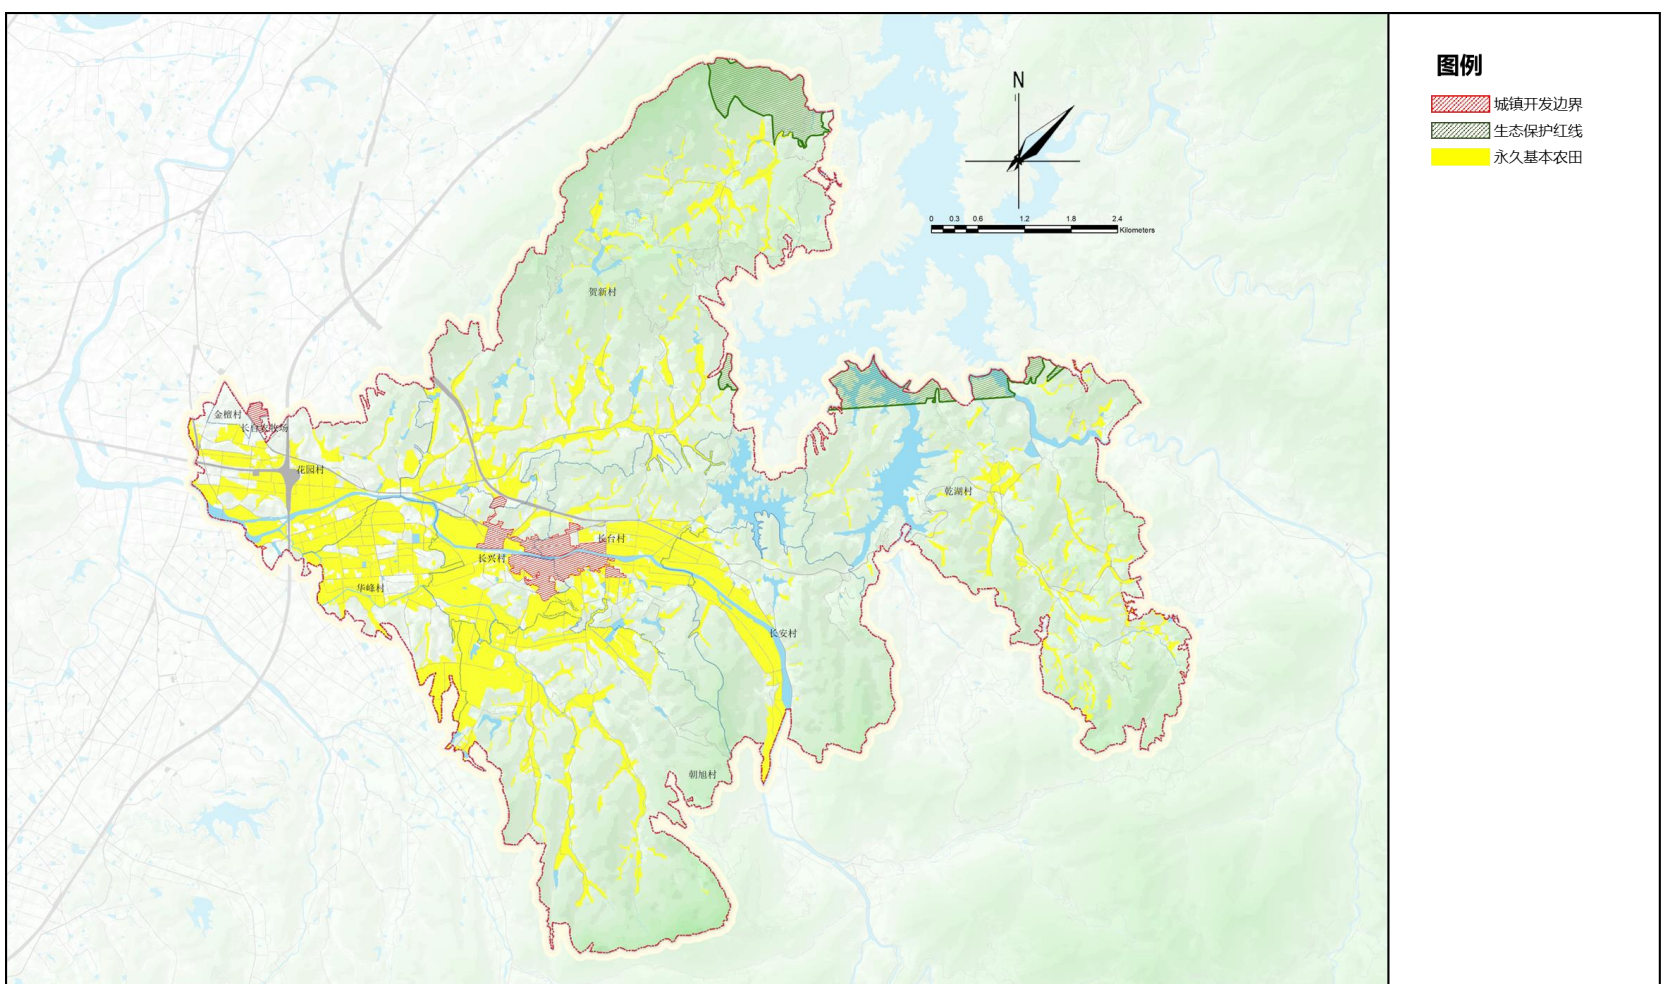 图例
城镇开发边界
生态保护红线
永久基本农田
N
0 0.3 0.6 1.2 1.8 2.4
Kilometers
贺新村
金檀村
花园村
乾湖村
长台村
长兴村
华峰村
长安村
朝旭村